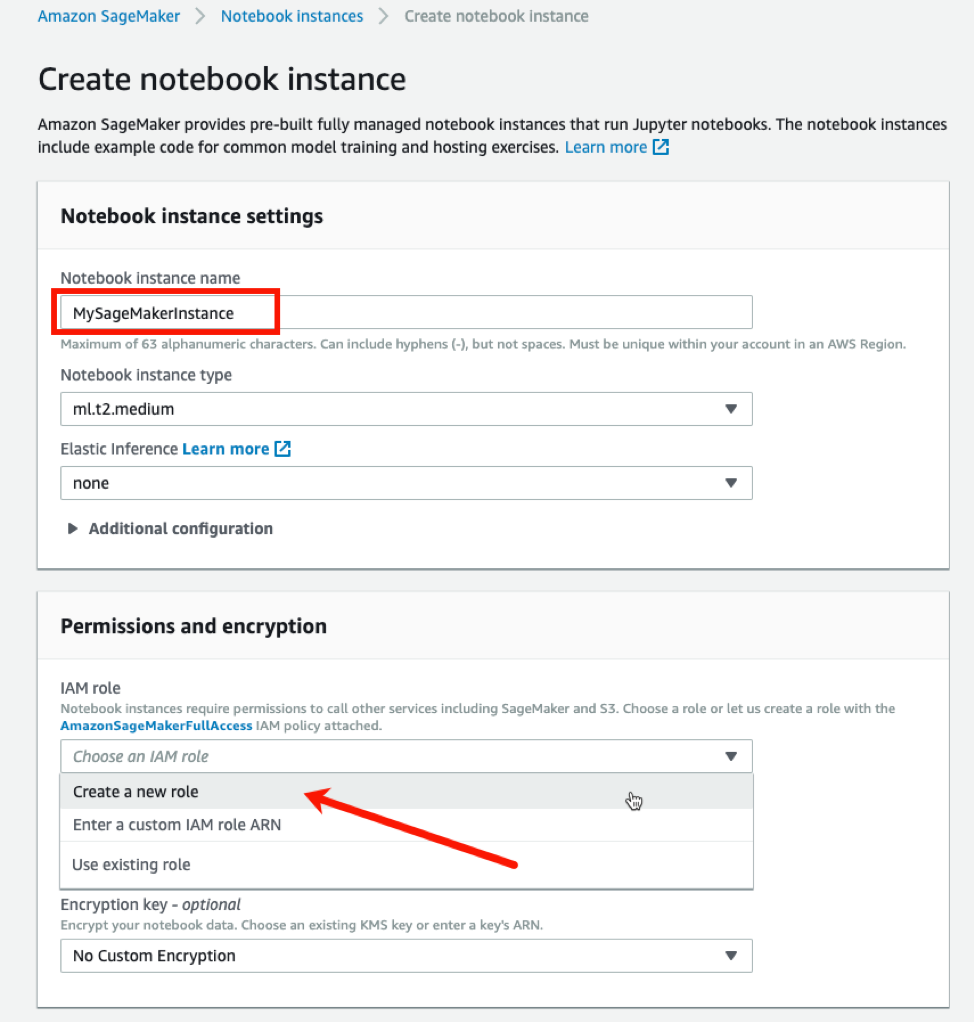 Amazon SageMaker > Notebook instances > Create notebook instance
Create notebook instance
Amazon SageMaker provides pre-built fully managed notebook instances that run Jupyter notebooks. The notebook instances
include example code for common model training and hosting exercises. Learn more
Notebook instance settings
Notebook instance name
MySageMakerInstance
Maximum of 63 alphanumeric characters. Can include hyphens (-), but not spaces. Must be unique within your account in an AWS Region.
Notebook instance type
ml.t2.medium
Elastic Inference Learn more
none
Additional configuration
Permissions and encryption
IAM role
Notebook instances require permissions to call other services including SageMaker and S3. Choose a role or let us create a role with the
AmazonSageMakerFullAccess IAM policy attached.
Choose an IAM role
Create a new role
Enter a custom IAM role ARN
Use existing role
Encryption key - optional
Encrypt your notebook data. Choose an existing KMS key or enter a key's ARN.
No Custom Encryption